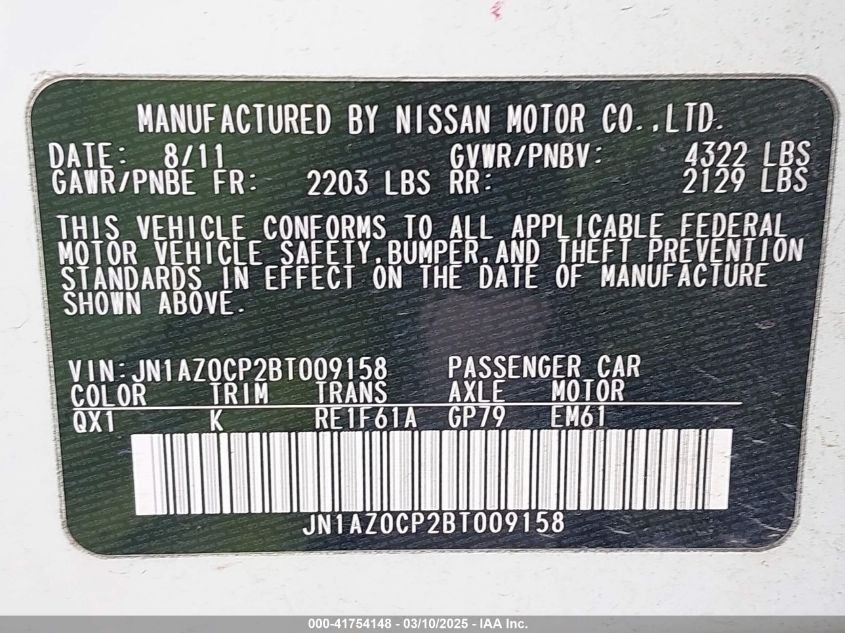 MANUFACTURED BY NISSAN MOTOR CO.,LTD.
DATE: 8/11 GVWR/PNBV: 4322 LBS
GAWR/PNBE FR: 2203 LBS RR: 2129 LBS
THIS VEHICLE CONFORMS TO ALL APPLICABLE FEDERAL
MOTOR VEHICLE SAFETY,BUMPER,AND THEFT PREVENTION
STANDARDS IN EFFECT ON THE DATE OF MANUFACTURE
SHOWN ABOVE.
VIN:JN1AZ0CP2BT009158 PASSENGER CAR
COLOR TRIM TRANS AXLE MOTOR
QX1 K RE1F61A GP79 EM61
JN1AZ0CP2BT009158
000-41754148 - 03/10/2025 - IAA Inc.